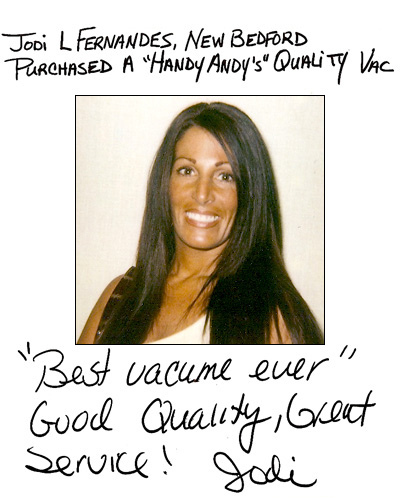 Jodi L Fernandes, New Bedford
Purchased a "Handy Andy's" Quality Vac
"Best vacume ever"
Good Quality, Great
Service! Jodi